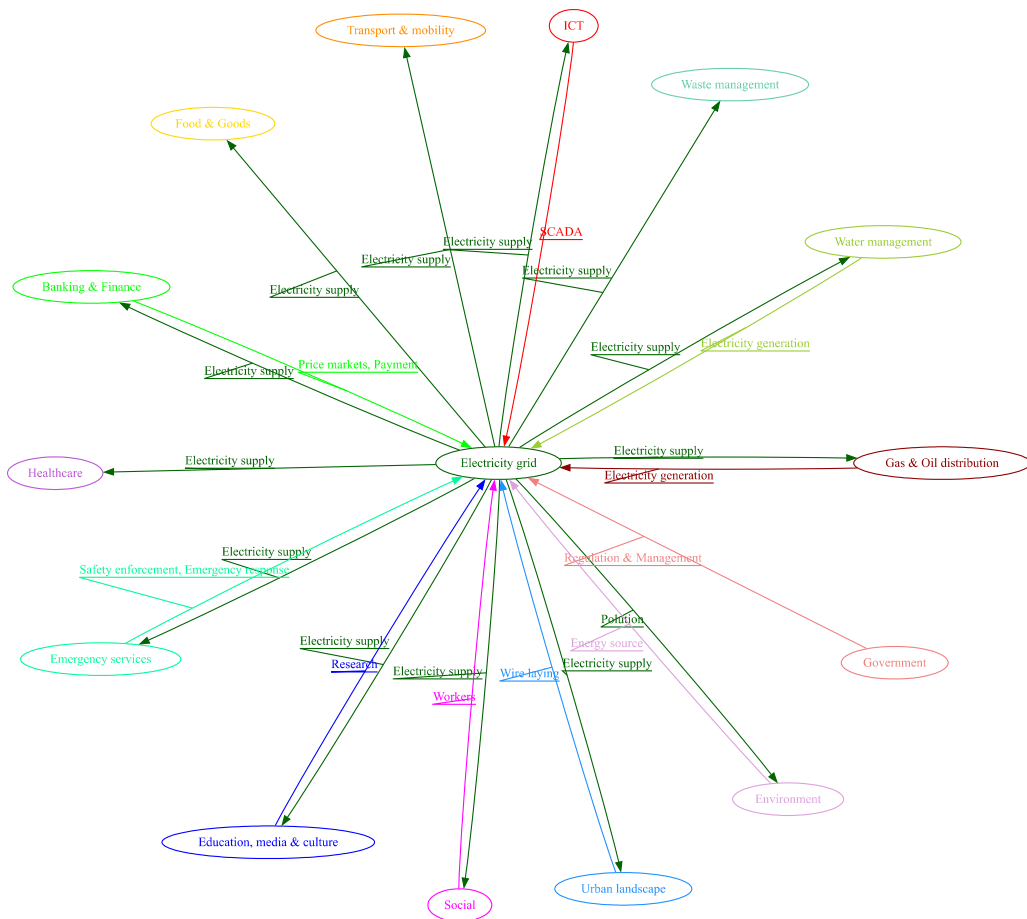 ICT
Transport & mobility
Waste management
Food & Goods
Electricity supply
SCADA
Water management
Electricity supply
Electricity supply
Banking & Finance
Electricity supply
Electricity supply
Electricity generation
Price markets, Payment
Electricity supply
Electricity supply
Electricity supply
Electricity grid
Gas & Oil distribution
Healthcare
Electricity generation
Electricity supply
Regulation & Management
Safety enforcement, Emergency response
Polution
Electricity supply
Energy source
Emergency services
Research
Electricity supply
Government
Electricity supply
Wire laying
Workers
Environment
Education, media & culture
Urban landscape
Social